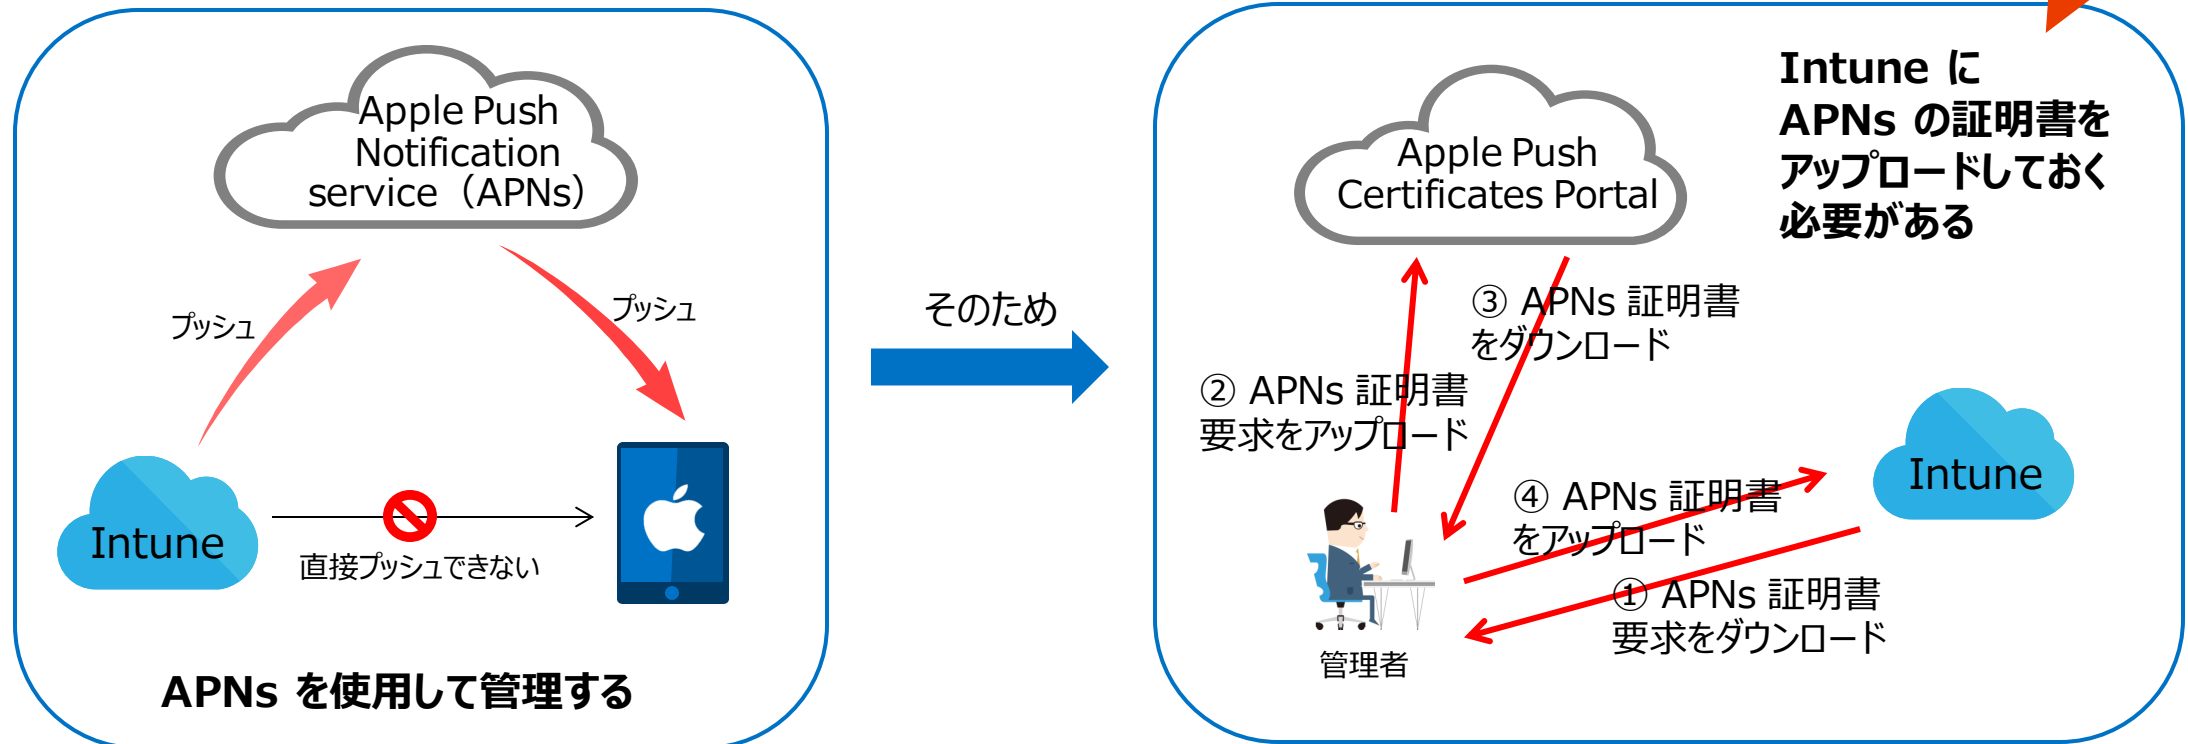 Apple Push
Notification
service（APNs）
プッシュ
プッシュ
Intune
直接プッシュできない
APNs を使用して管理する
そのため
Intune に
APNs の証明書を
アップロードしておく
必要がある
Apple Push
Certificates Portal
③ APNs 証明書
をダウンロード
② APNs 証明書
要求をアップロード
④ APNs 証明書
をアップロード
Intune
① APNs 証明書
要求をダウンロード
管理者